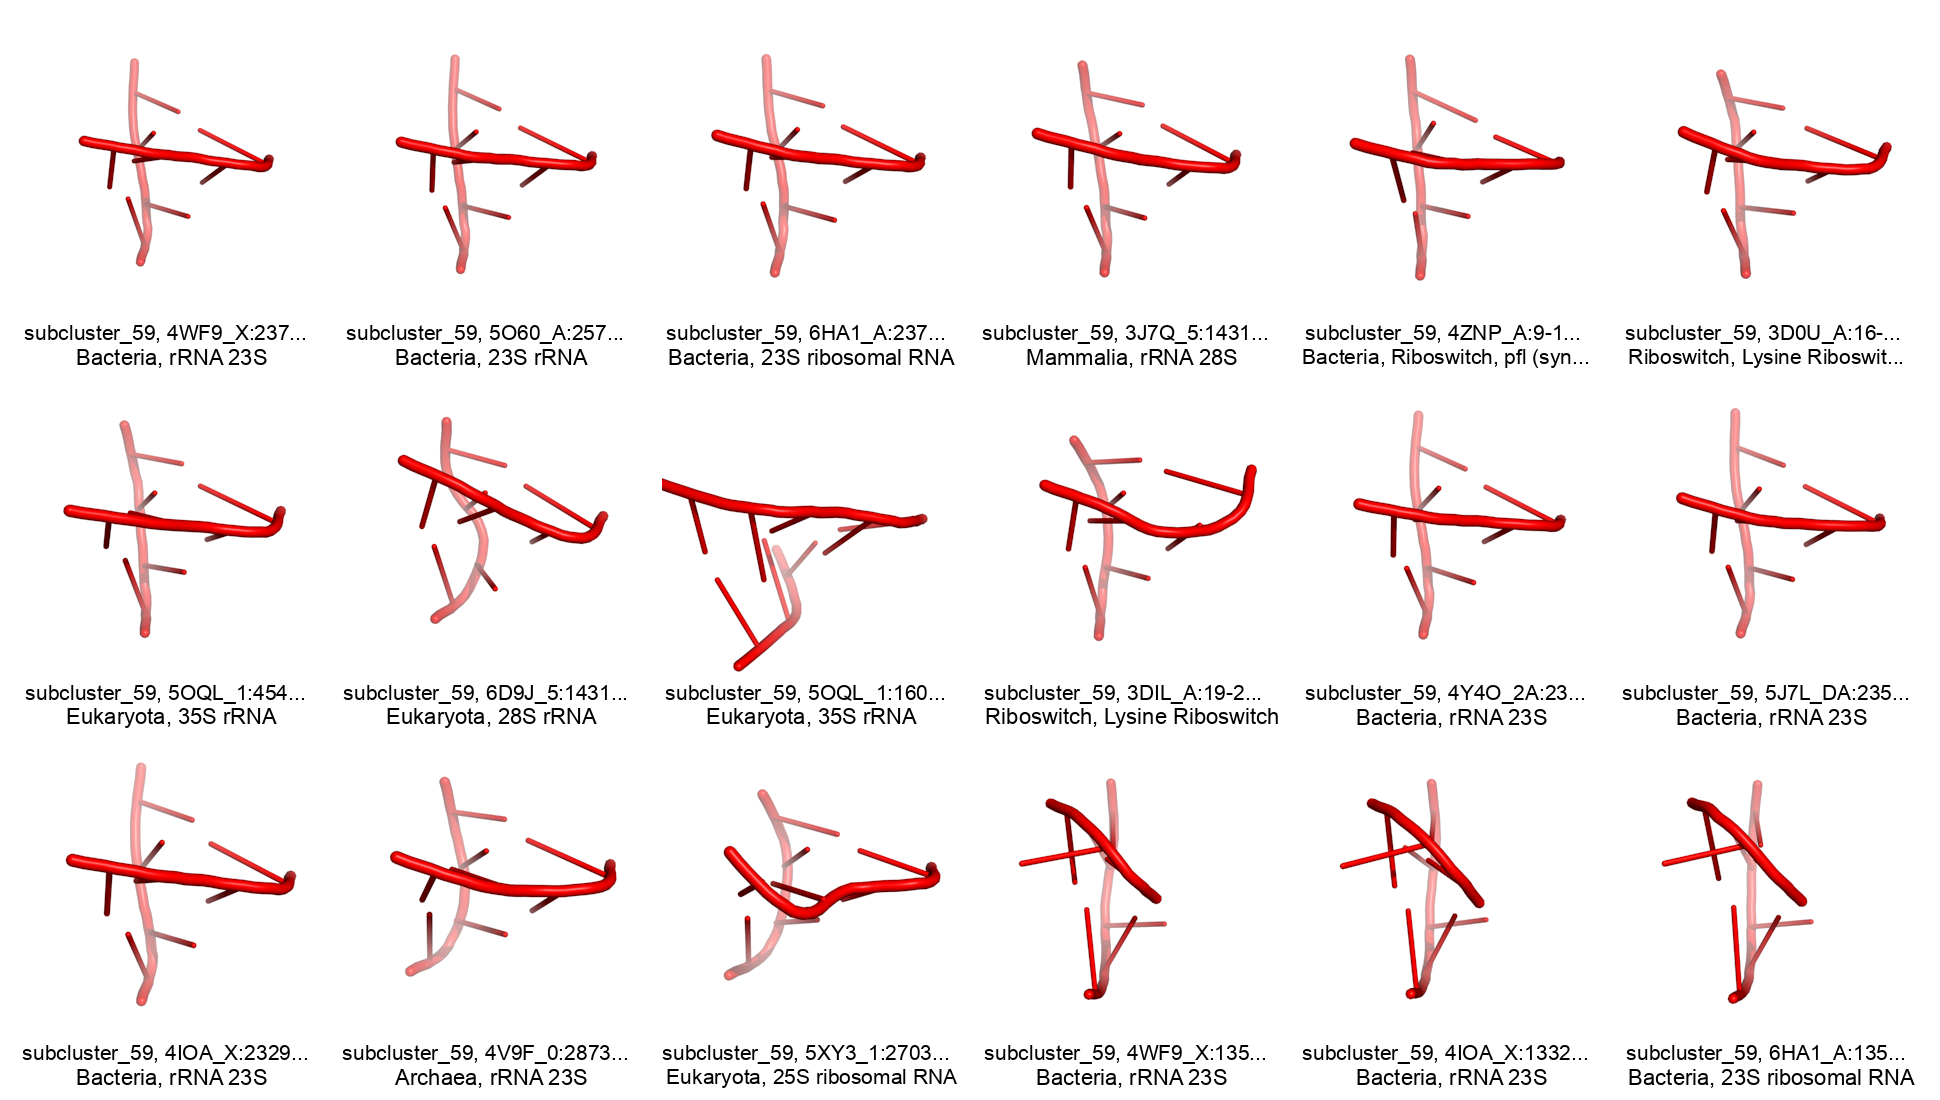 subcluster_59, 4WF9_X:237...
Bacteria, rRNA 23S
subcluster_59, 5O60_A:257...
Bacteria, 23S rRNA
subcluster_59, 6HA1_A:237...
Bacteria, 23S ribosomal RNA
subcluster_59, 3J7Q_5:1431...
Mammalia, rRNA 28S
subcluster_59, 4ZNP_A:9-1...
Bacteria, Riboswitch, pfl (syn...
subcluster_59, 3D0U_A:16-...
Riboswitch, Lysine Riboswit...
subcluster_59, 5OQL_1:454...
Eukaryota, 35S rRNA
subcluster_59, 6D9J_5:1431...
Eukaryota, 28S rRNA
subcluster_59, 5OQL_1:160...
Eukaryota, 35S rRNA
subcluster_59, 3DIL_A:19-2...
Riboswitch, Lysine Riboswitch
subcluster_59, 4Y4O_2A:23...
Bacteria, rRNA 23S
subcluster_59, 5J7L_DA:235...
Bacteria, rRNA 23S
subcluster_59, 4IOA_X:2329...
Bacteria, rRNA 23S
subcluster_59, 4V9F_0:2873...
Archaea, rRNA 23S
subcluster_59, 5XY3_1:2703...
Eukaryota, 25S ribosomal RNA
subcluster_59, 4WF9_X:135...
Bacteria, rRNA 23S
subcluster_59, 4IOA_X:1332...
Bacteria, rRNA 23S
subcluster_59, 6HA1_A:135...
Bacteria, 23S ribosomal RNA